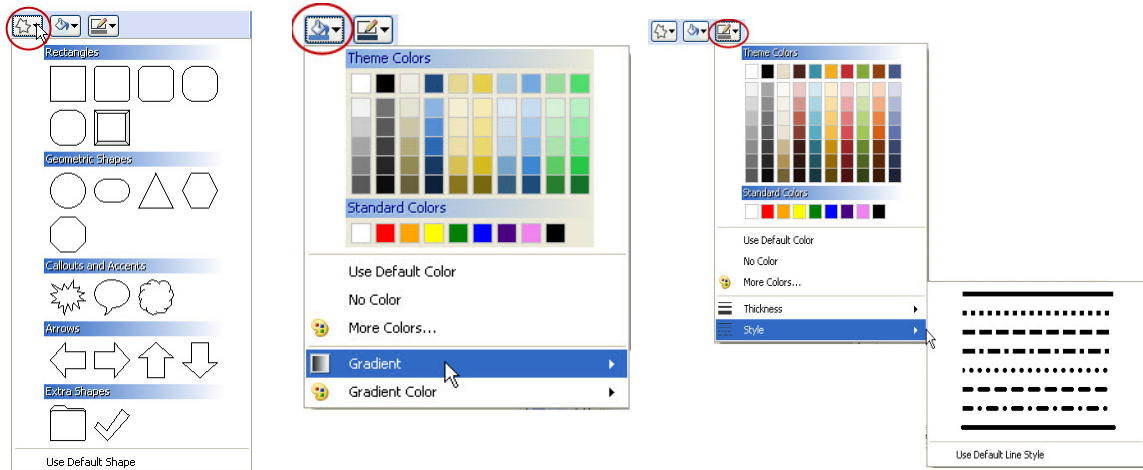 Rectangles
Geometric Shapes
Callouts and Accents
Arrows
Extra Shapes
Use Default Shape
Theme Colors
Standard Colors
Use Default Color
No Color
More Colors...
Gradient
Gradient Color
Theme Colors
Standard Colors
Use Default Color
No Color
More Colors...
Thickness
Style
Use Default Line Style